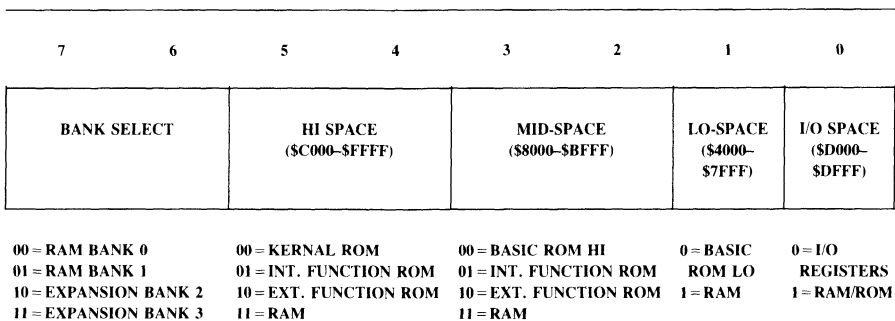 7 6 5 4 3 2 1 0
BANK SELECT HI SPACE MID-SPACE LO-SPACE I/O SPACE
($C000–$FFFF) ($8000–$BFFF) ($4000– ($D000–
$7FFF) $DFFF)
00 = RAM BANK 0 00 = KERNAL ROM 00 = BASIC ROM HI 0 = BASIC 0 = I/O
01 = RAM BANK 1 01 = INT. FUNCTION ROM 01 = INT. FUNCTION ROM ROM LO REGISTERS
10 = EXPANSION BANK 2 10 = EXT. FUNCTION ROM 10 = EXT. FUNCTION ROM 1 = RAM 1 = RAM/ROM
11 = EXPANSION BANK 3 11 = RAM 11 = RAM